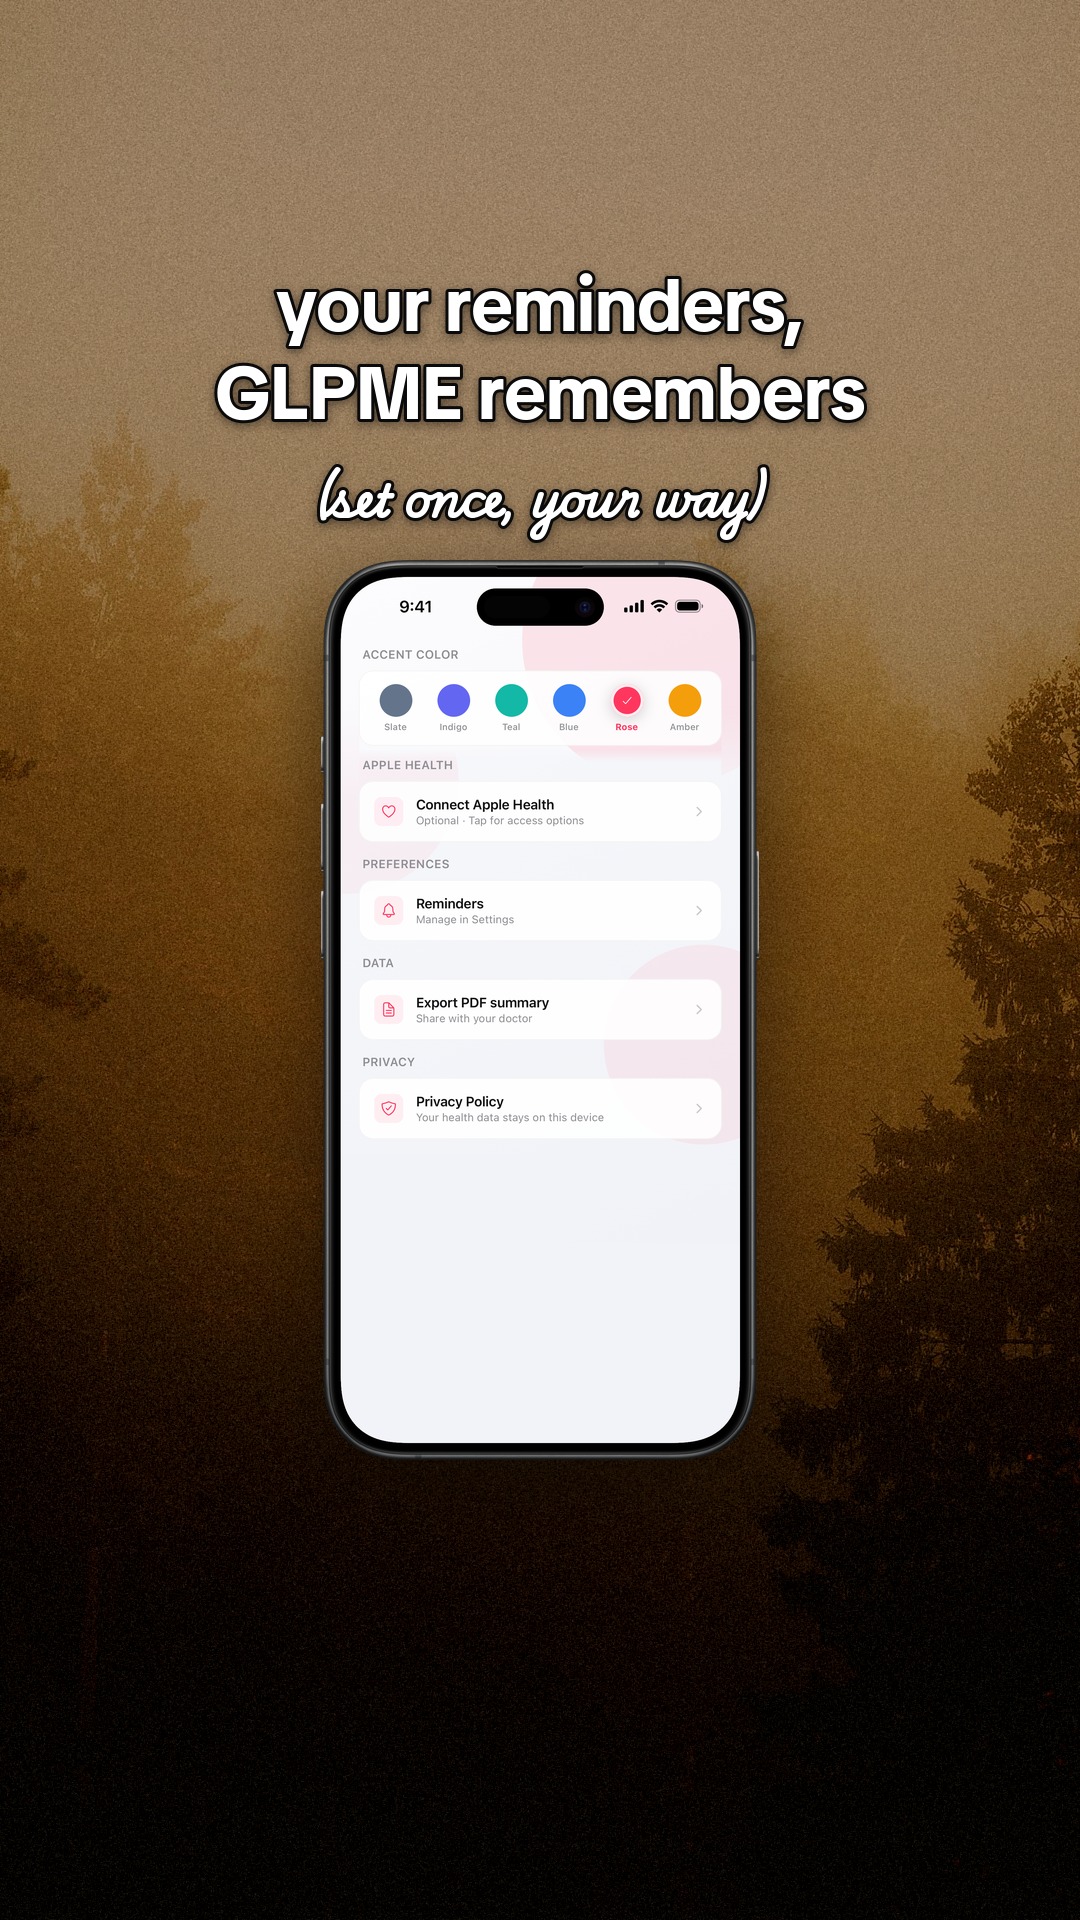 your reminders,
GLPME remembers
(set once, your way)
9:41
ACCENT COLOR
Slate Indigo Teal Blue Rose Amber
APPLE HEALTH
Connect Apple Health
Optional · Tap for access options
PREFERENCES
Reminders
Manage in Settings
DATA
Export PDF summary
Share with your doctor
PRIVACY
Privacy Policy
Your health data stays on this device